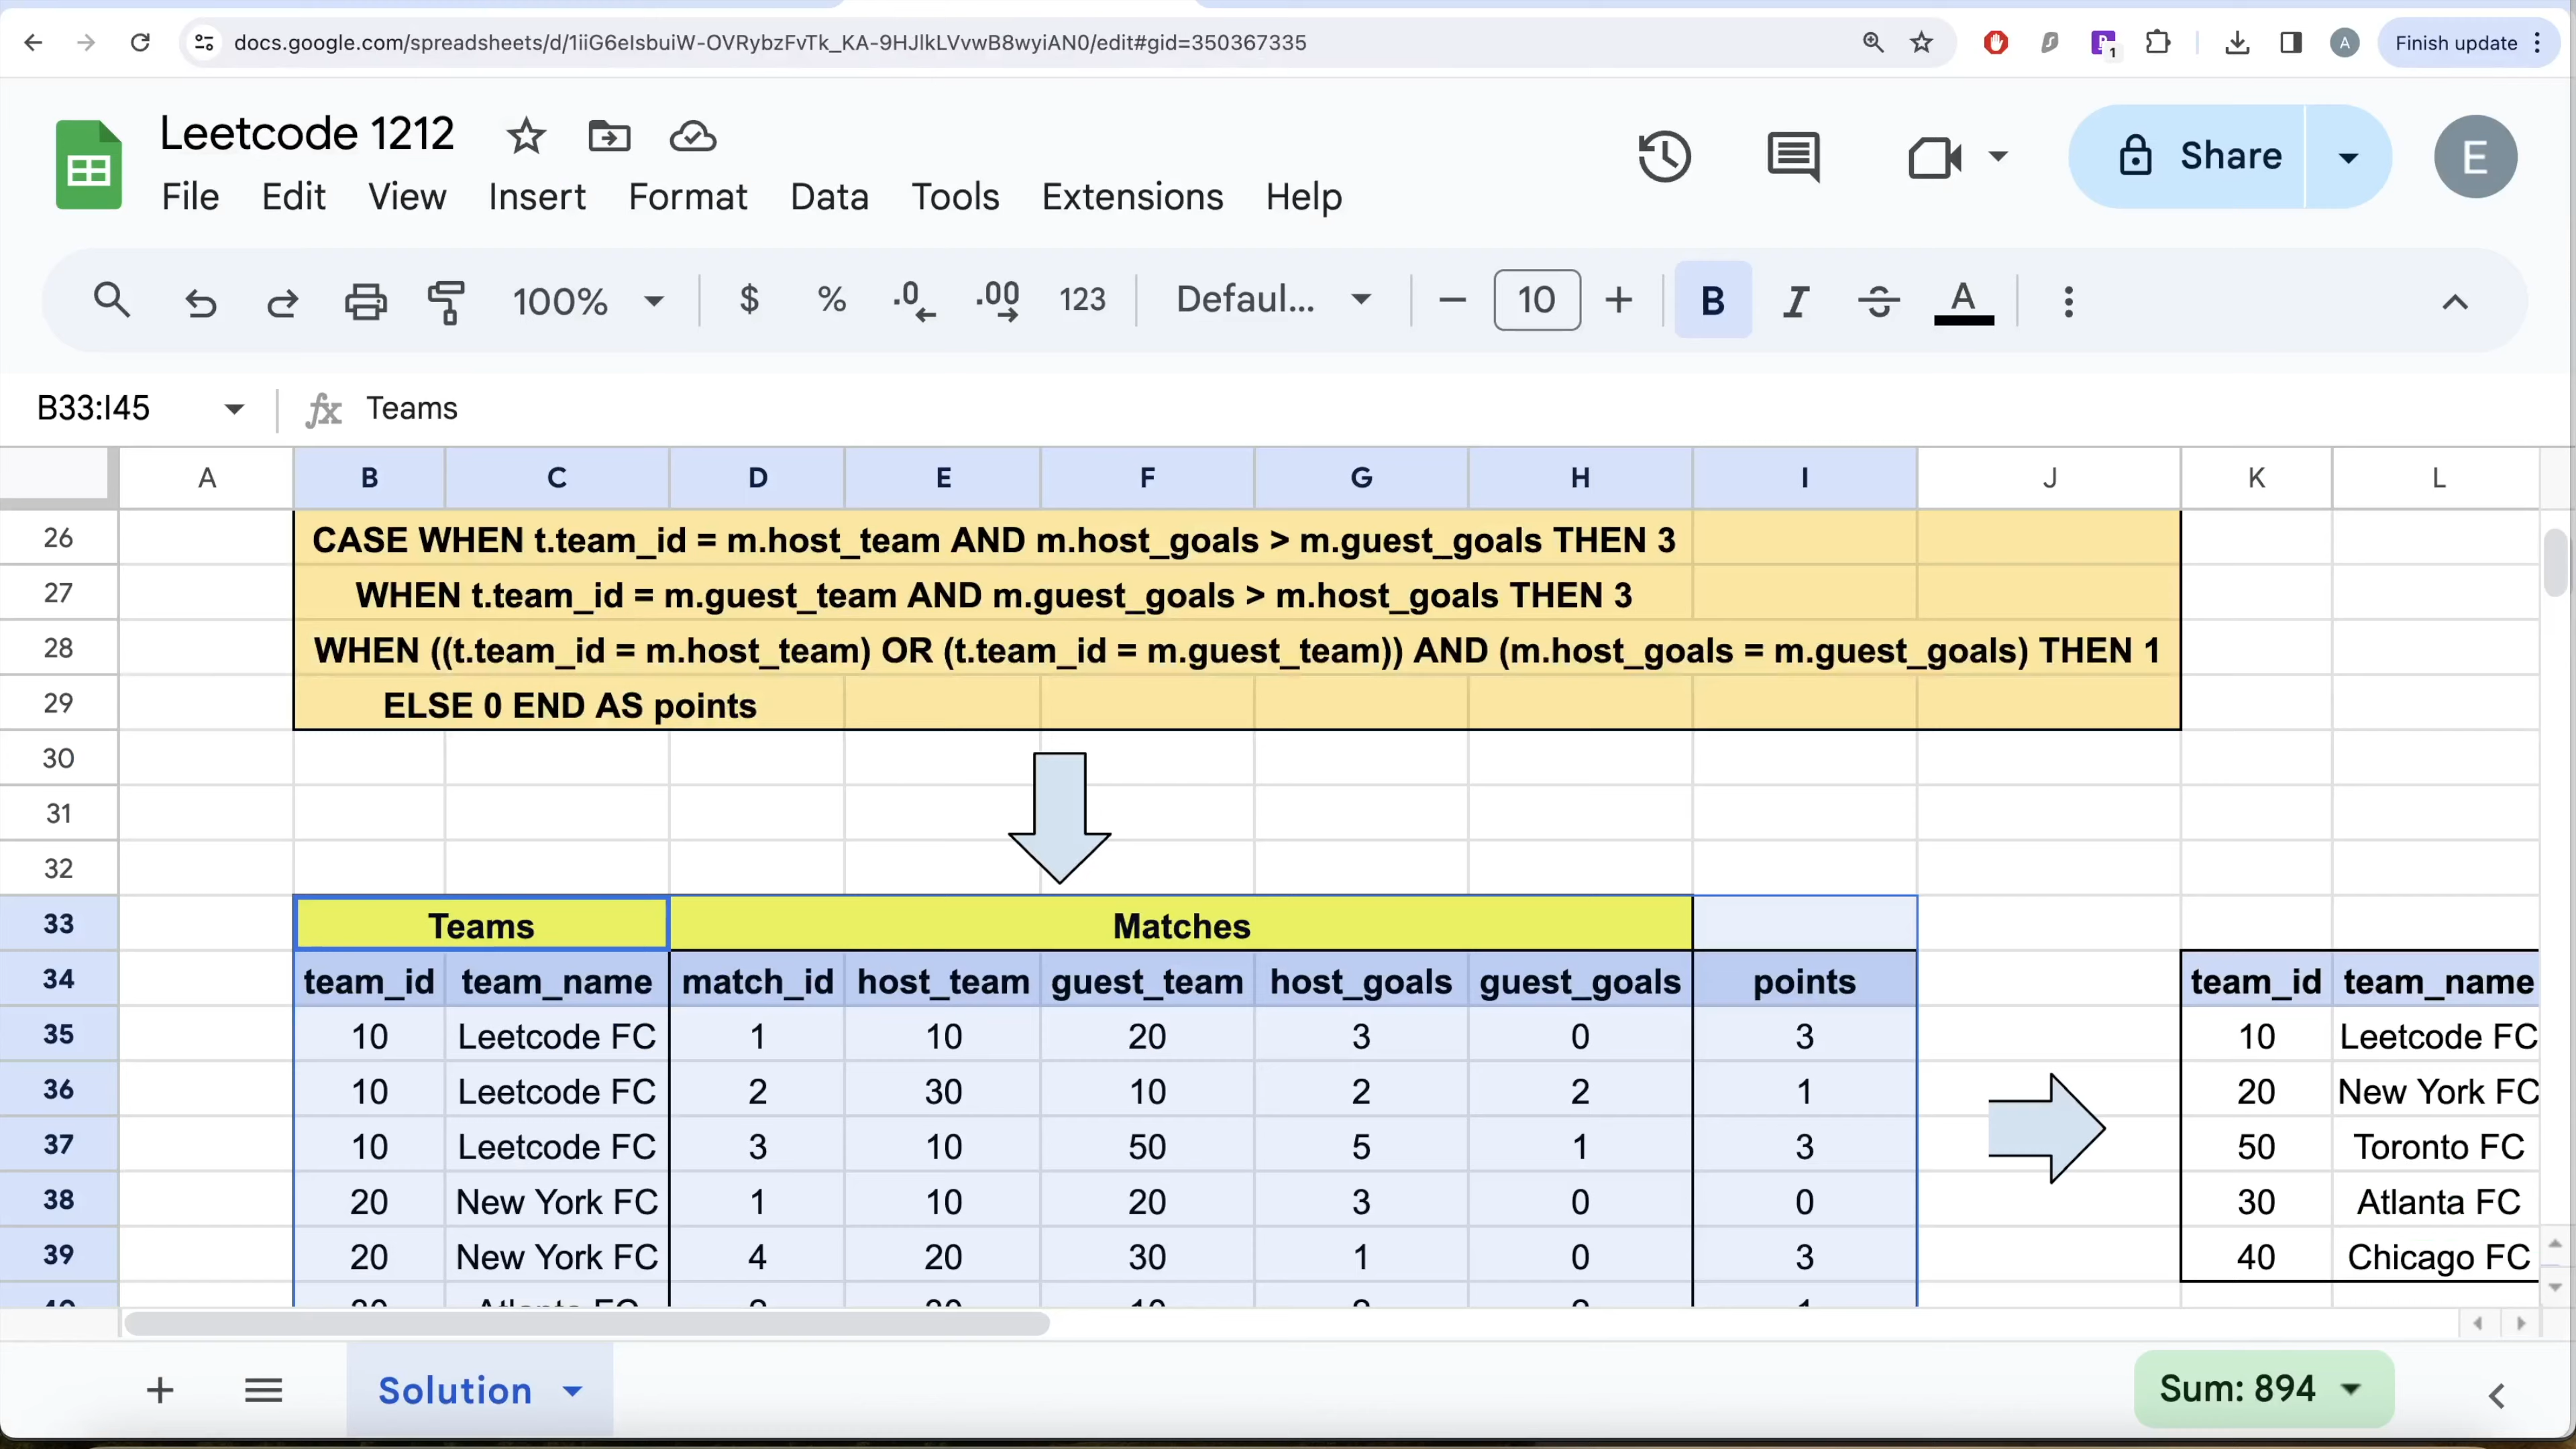 docs.google.com/spreadsheets/d/1iiG6eIsbuiW-OVRybzFvTk_KA-9HJlkLVvwB8wyiAN0/edit#gid=350367335
1
A
Finish update
Leetcode 1212
File Edit View Insert Format Data Tools Extensions Help
Share
E
100% $ % .0 .00 123 Defaul... 10 B I S A
B33:I45 fx Teams
A B C D E F G H I J K L
26 CASE WHEN t.team_id = m.host_team AND m.host_goals > m.guest_goals THEN 3
27 WHEN t.team_id = m.guest_team AND m.guest_goals > m.host_goals THEN 3
28 WHEN ((t.team_id = m.host_team) OR (t.team_id = m.guest_team)) AND (m.host_goals = m.guest_goals) THEN 1
29 ELSE 0 END AS points
30
31
32
33 Teams Matches
34 team_id team_name match_id host_team guest_team host_goals guest_goals points team_id team_name
35 10 Leetcode FC 1 10 20 3 0 3 10 Leetcode FC
36 10 Leetcode FC 2 30 10 2 2 1 20 New York FC
37 10 Leetcode FC 3 10 50 5 1 3 50 Toronto FC
38 20 New York FC 1 10 20 3 0 0 30 Atlanta FC
39 20 New York FC 4 20 30 1 0 3 40 Chicago FC
Solution
Sum: 894